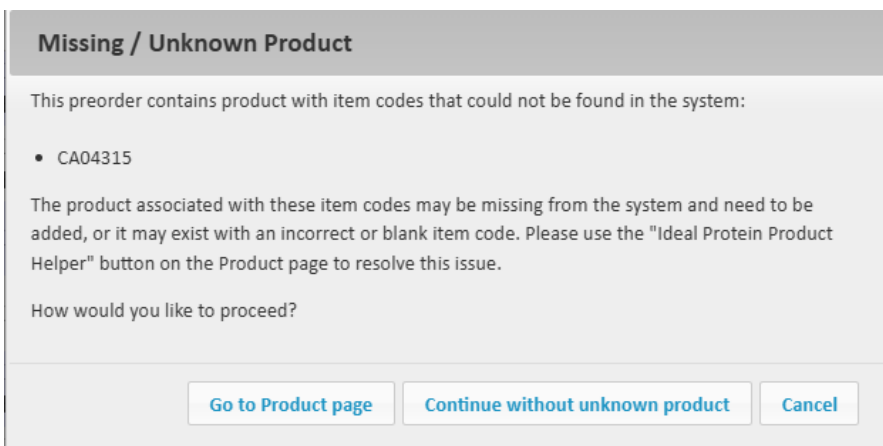 Missing / Unknown Product
This preorder contains product with item codes that could not be found in the system:
• CA04315
The product associated with these item codes may be missing from the system and need to be
added, or it may exist with an incorrect or blank item code. Please use the "Ideal Protein Product
Helper" button on the Product page to resolve this issue.
How would you like to proceed?
Go to Product page
Continue without unknown product
Cancel